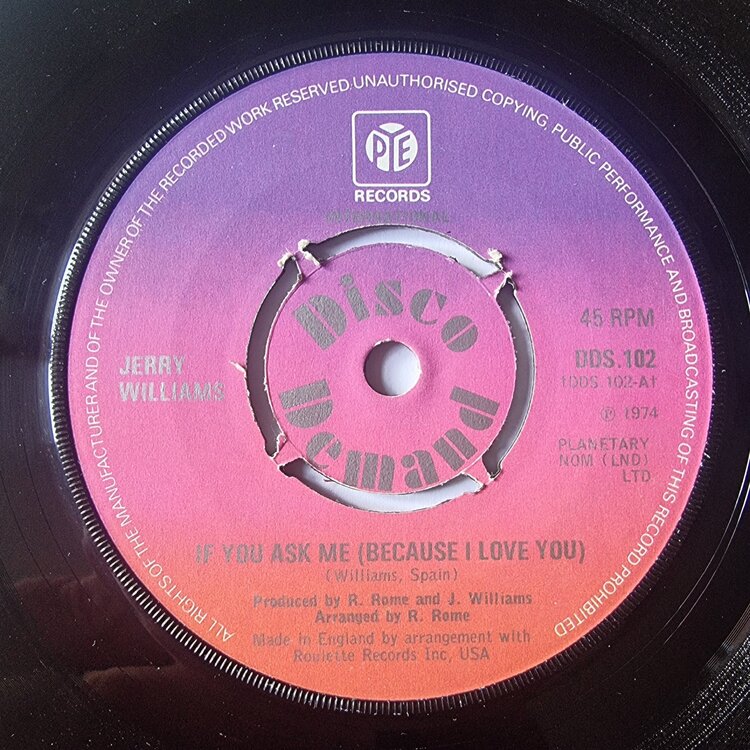 ALL RIGHTS OF THE MANUFACTURER AND OF THE OWNER OF THE RECORDED WORK RESERVED. UNAUTHORISED COPYING, PUBLIC PERFORMANCE AND BROADCASTING OF THIS RECORD PROHIBITED
PYE
RECORDS
INTERNATIONAL
Disco
Demand
JERRY
WILLIAMS
45 RPM
DDS.102
1DDS 102-A1
℗ 1974
PLANETARY
NOM (LND)
LTD
IF YOU ASK ME (BECAUSE I LOVE YOU)
(Williams, Spain)
Produced by R. Rome and J. Williams
Arranged by R. Rome
Made in England by arrangement with
Roulette Records Inc, USA